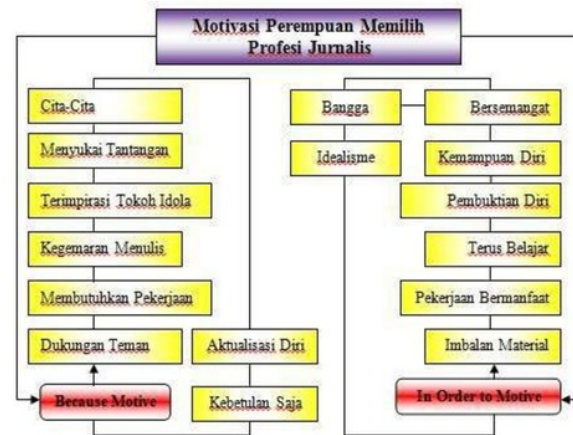 Motivasi Perempuan Memilih
Profesi Jurnalis
Cita-Cita
Menyukai Tantangan
Terimpirasi Tokoh Idola
Kegemaran Menulis
Membutuhkan Pekerjaan
Dukungan Teman
Because Motive
Aktualisasi Diri
Kebetulan Saja
Bangga
Idealisme
Bersemangat
Kemampuan Diri
Pembuktian Diri
Terus Belajar
Pekerjaan Bermanfaat
Imbalan Material
In Order to Motive